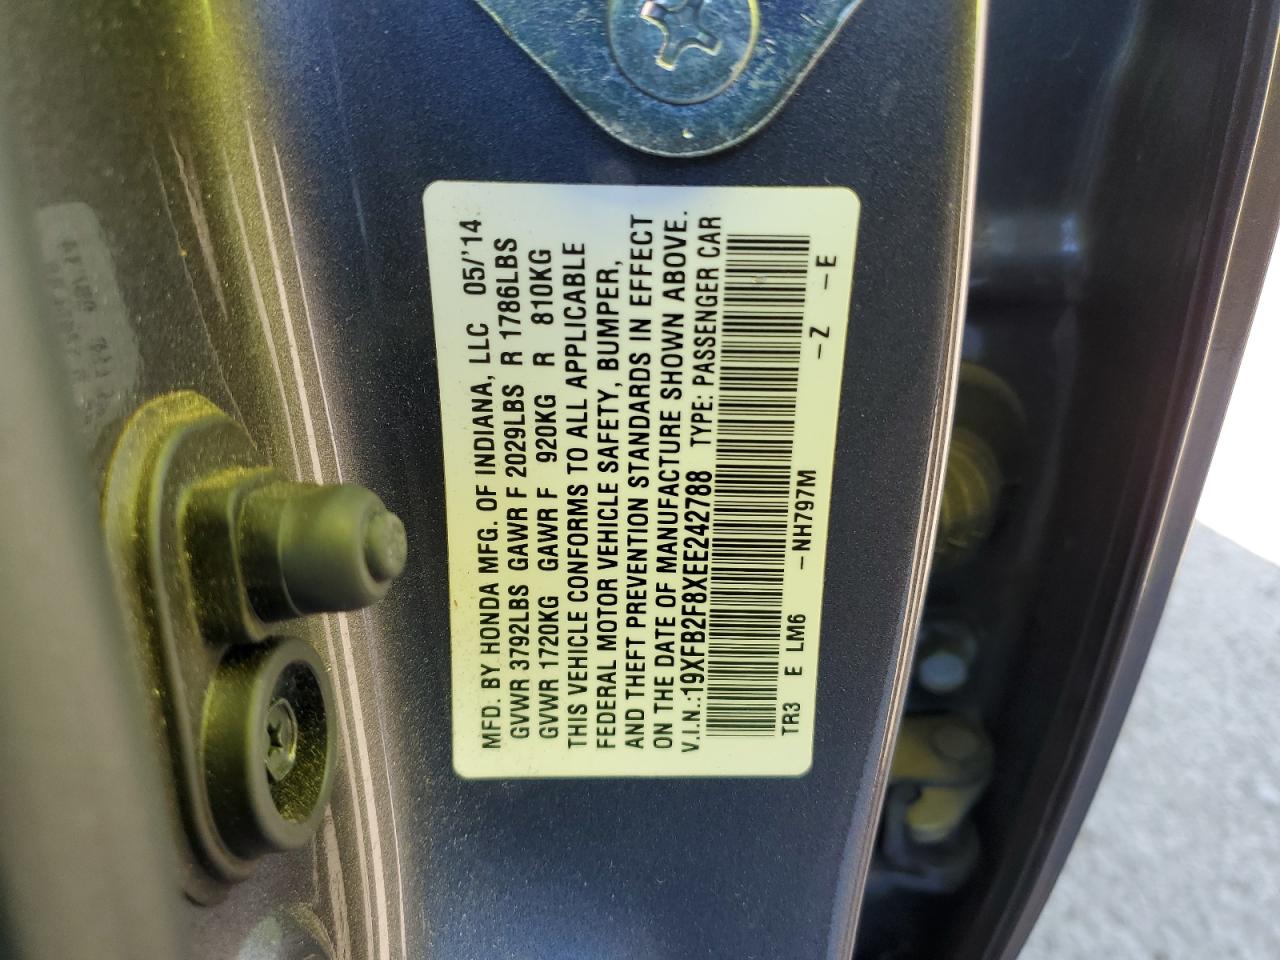 MFD. BY HONDA MFG. OF INDIANA, LLC 05/'14
GVWR 3792LBS GAWR F 2029LBS R 1786LBS
GVWR 1720KG GAWR F 920KG R 810KG
THIS VEHICLE CONFORMS TO ALL APPLICABLE
FEDERAL MOTOR VEHICLE SAFETY, BUMPER,
AND THEFT PREVENTION STANDARDS IN EFFECT
ON THE DATE OF MANUFACTURE SHOWN ABOVE.
V.I.N.:19XFB2F8XEE242788 TYPE: PASSENGER CAR
TR3 E LM6 –NH797M –Z –E